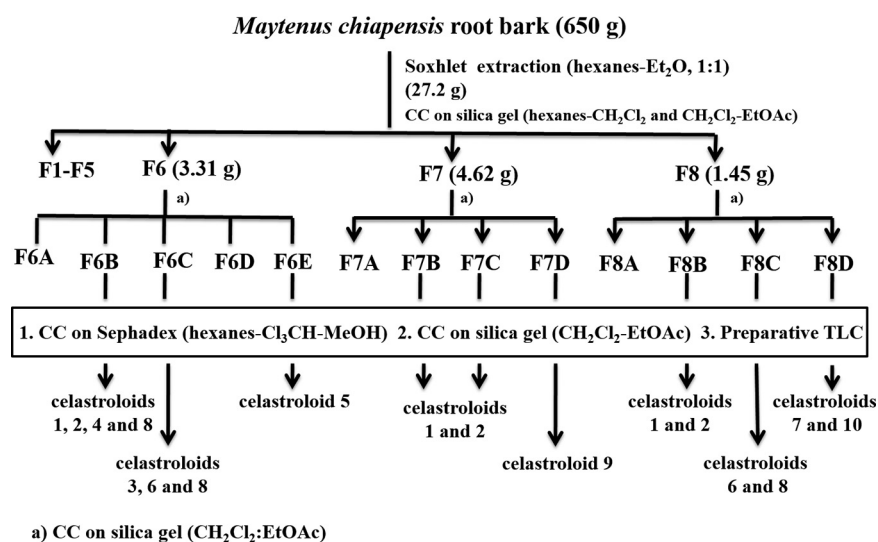 Maytenus chiapensis root bark (650 g)
Soxhlet extraction (hexanes-Et₂O, 1:1)
(27.2 g)
CC on silica gel (hexanes-CH₂Cl₂ and CH₂Cl₂-EtOAc)
F1-F5 F6 (3.31 g) F7 (4.62 g) F8 (1.45 g)
a) a) a)
F6A F6B F6C F6D F6E F7A F7B F7C F7D F8A F8B F8C F8D
1. CC on Sephadex (hexanes-Cl₃CH-MeOH) 2. CC on silica gel (CH₂Cl₂-EtOAc) 3. Preparative TLC
celastroloids
1, 2, 4 and 8
celastroloid 5
celastroloids
1 and 2
celastroloids
1 and 2
celastroloids
7 and 10
celastroloids
3, 6 and 8
celastroloid 9
celastroloids
6 and 8
a) CC on silica gel (CH₂Cl₂:EtOAc)